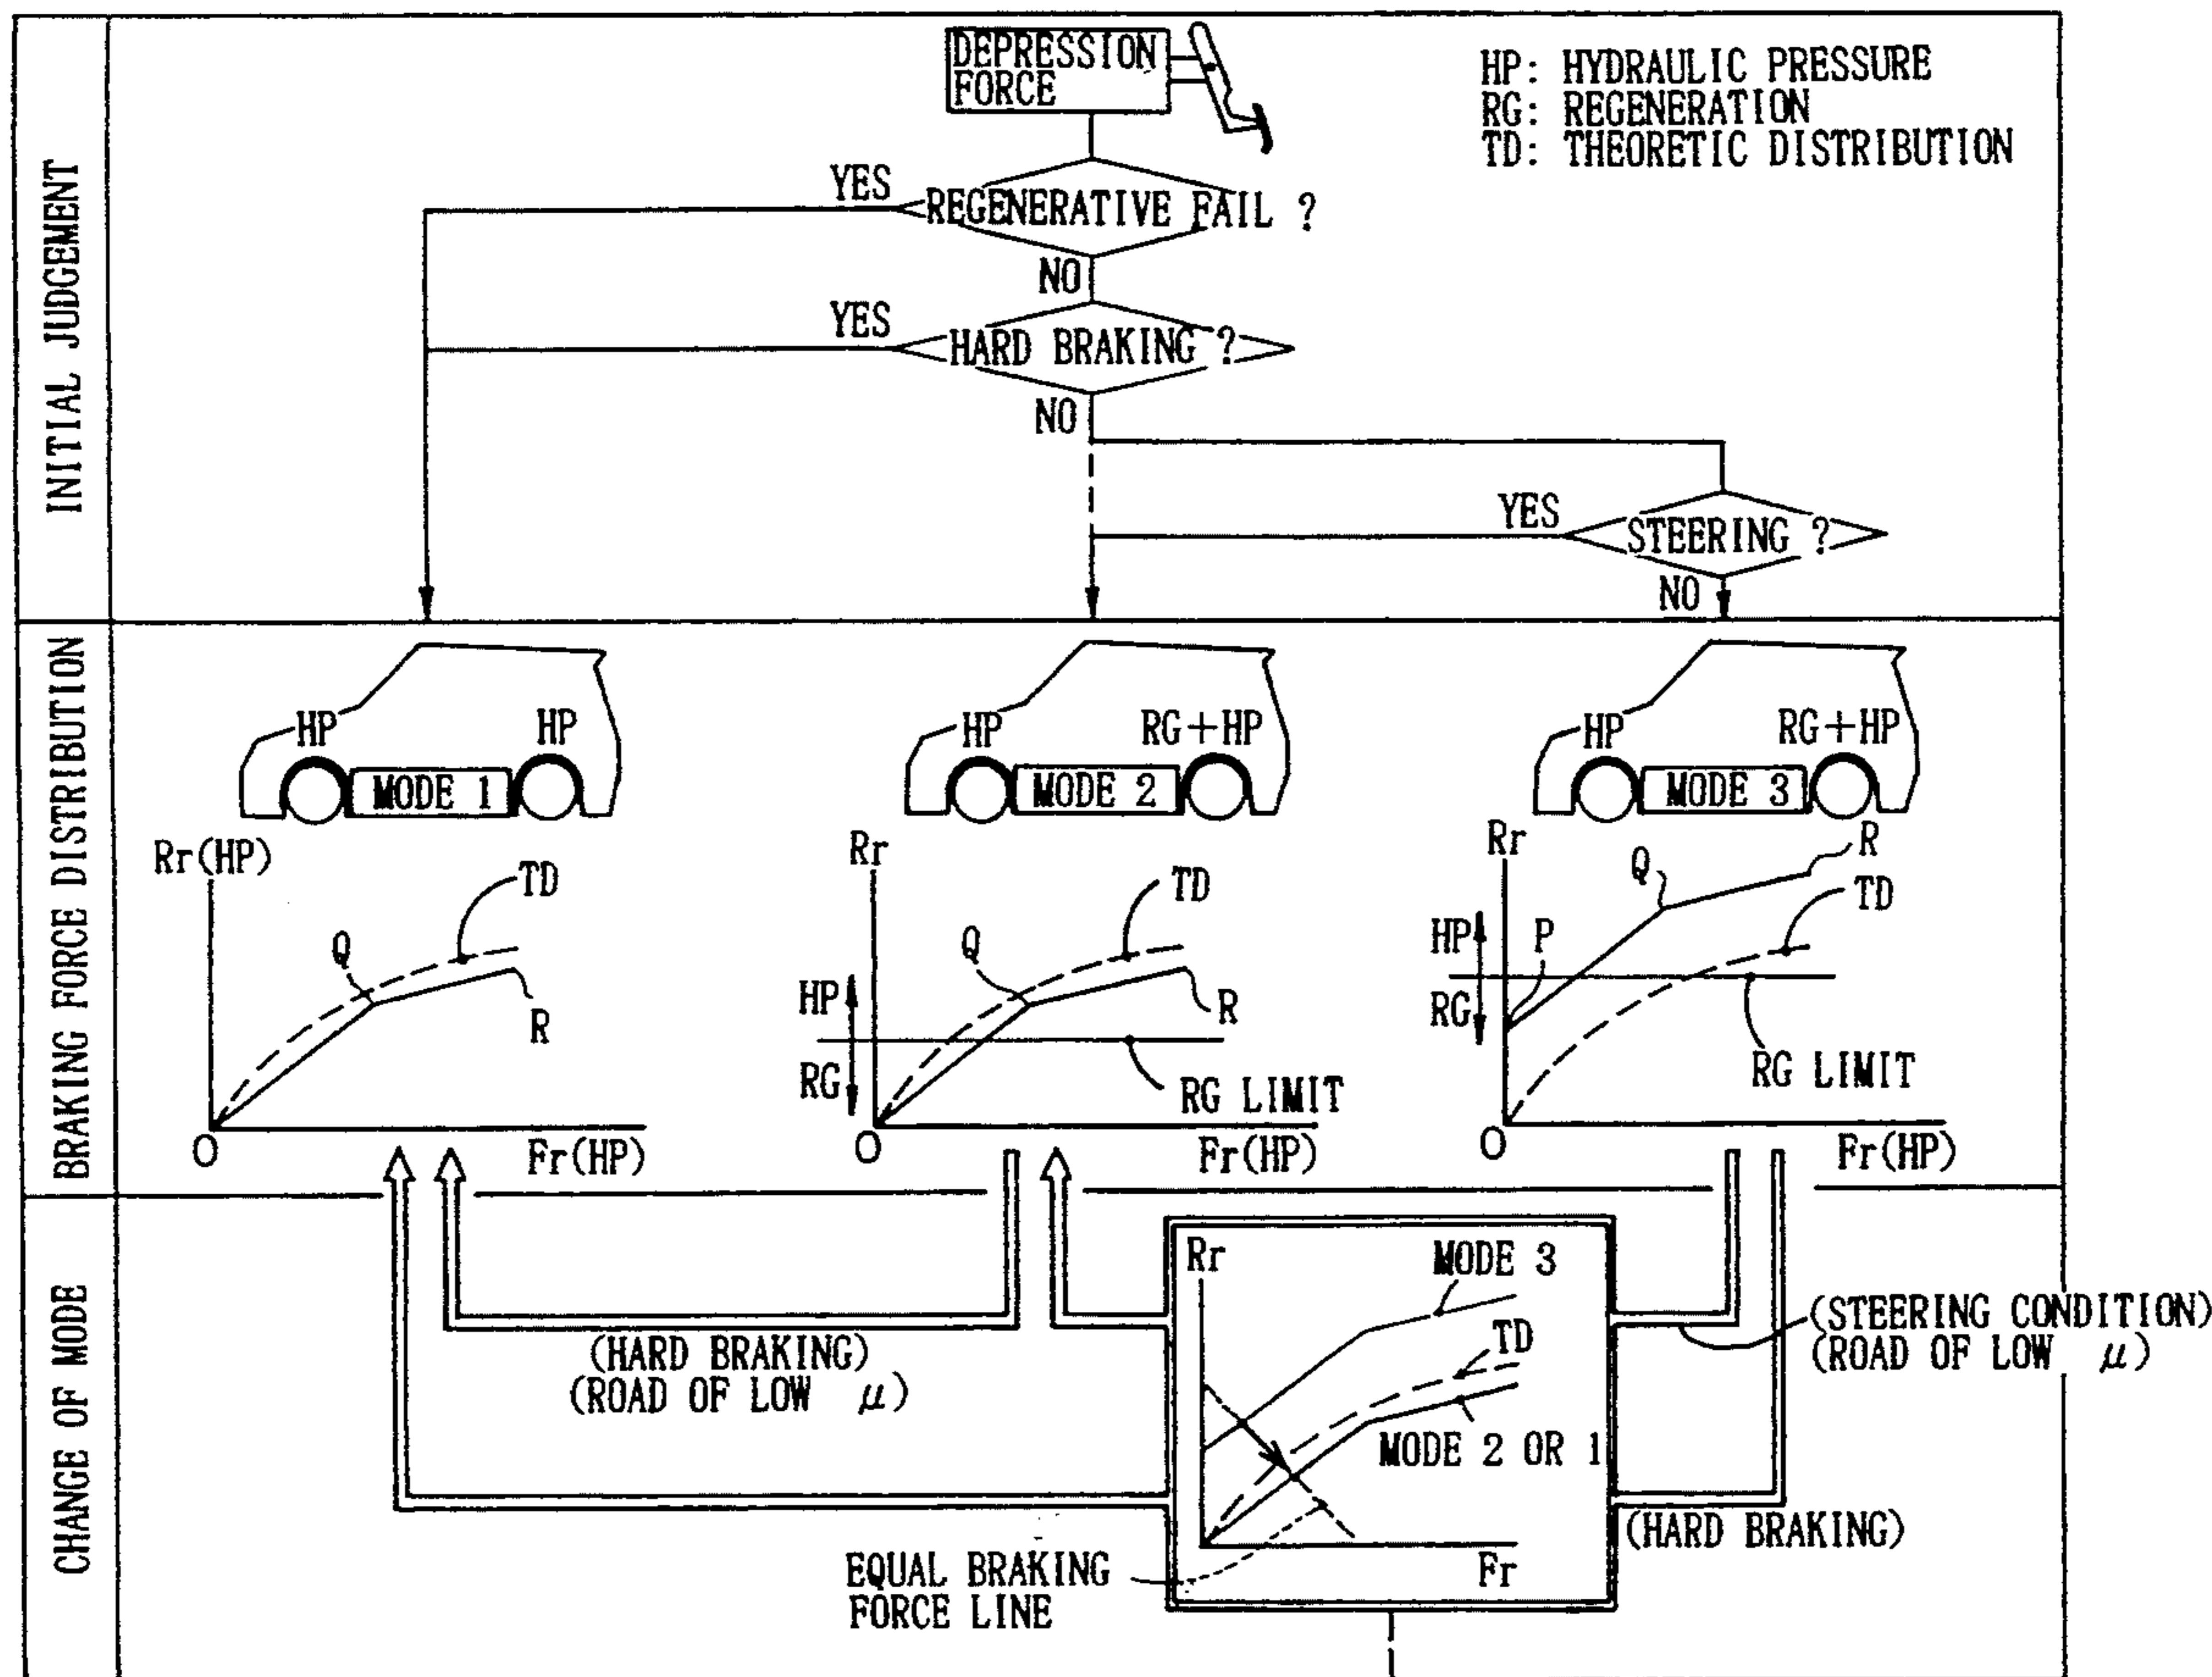 DEPRESSION
FORCE
HP: HYDRAULIC PRESSURE
RG: REGENERATION
TD: THEORETIC DISTRIBUTION
INITIAL JUDGEMENT
YES
REGENERATIVE FAIL ?
NO
YES
HARD BRAKING ?
NO
YES
STEERING ?
NO
BRAKING FORCE DISTRIBUTION
HP
HP
MODE 1
HP
RG+HP
MODE 2
HP
RG+HP
MODE 3
Rr(HP)
TD
Q
R
O
Fr(HP)
Rr
TD
Q
HP
RG
R
RG LIMIT
O
Fr(HP)
Rr
R
Q
TD
HP
P
RG
RG LIMIT
O
Fr(HP)
CHANGE OF MODE
(HARD BRAKING)
(ROAD OF LOW μ)
Rr
MODE 3
TD
MODE 2 OR 1
Fr
EQUAL BRAKING
FORCE LINE
(STEERING CONDITION)
(ROAD OF LOW μ)
(HARD BRAKING)